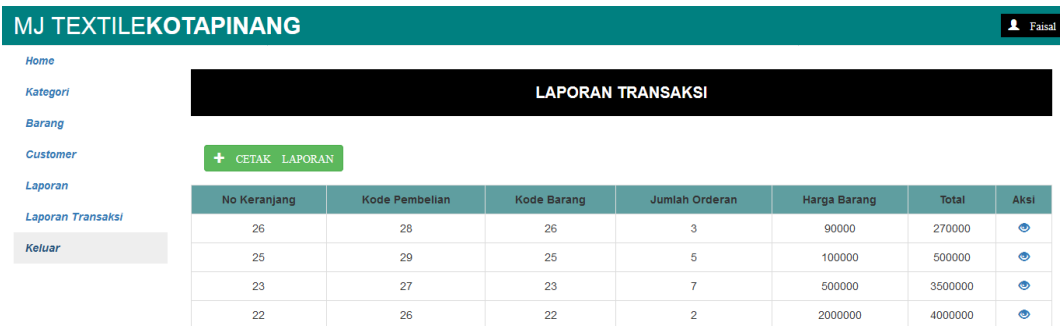 MJ TEXTILEKOTAPINANG
Faisal
Home
Kategori
Barang
Customer
Laporan
Laporan Transaksi
Keluar
LAPORAN TRANSAKSI
+ CETAK LAPORAN
No Keranjang Kode Pembelian Kode Barang Jumlah Orderan Harga Barang Total Aksi
26 28 26 3 90000 270000
25 29 25 5 100000 500000
23 27 23 7 500000 3500000
22 26 22 2 2000000 4000000